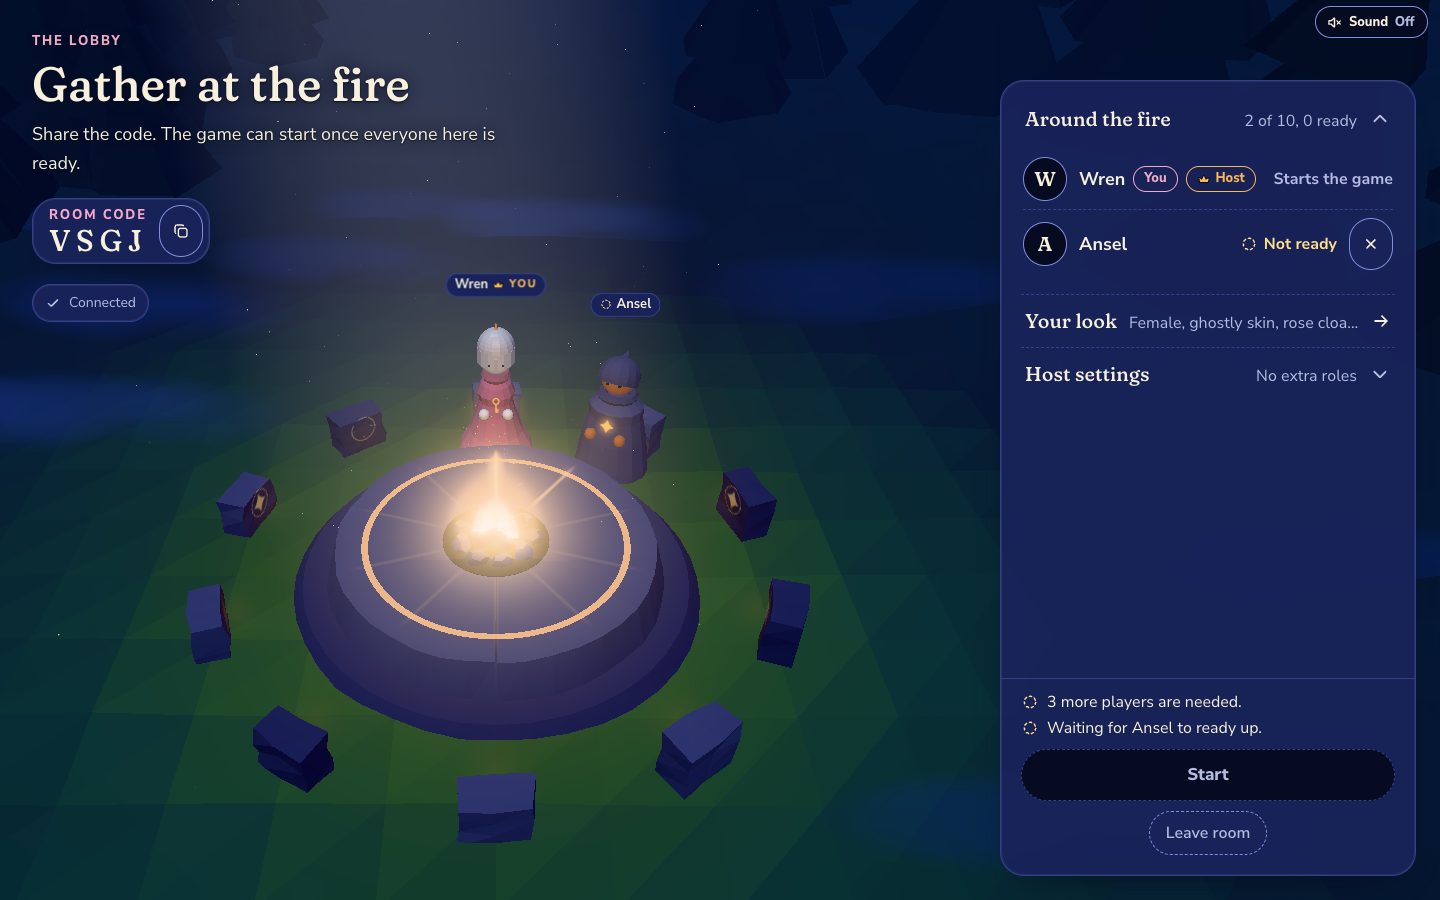 THE LOBBY
Gather at the fire
Share the code. The game can start once everyone here is
ready.
ROOM CODE
VSGJ
Connected
Sound Off
Wren YOU
Ansel
Around the fire 2 of 10, 0 ready
W Wren You Host Starts the game
A Ansel Not ready
Your look Female, ghostly skin, rose cloa...
Host settings No extra roles
3 more players are needed.
Waiting for Ansel to ready up.
Start
Leave room